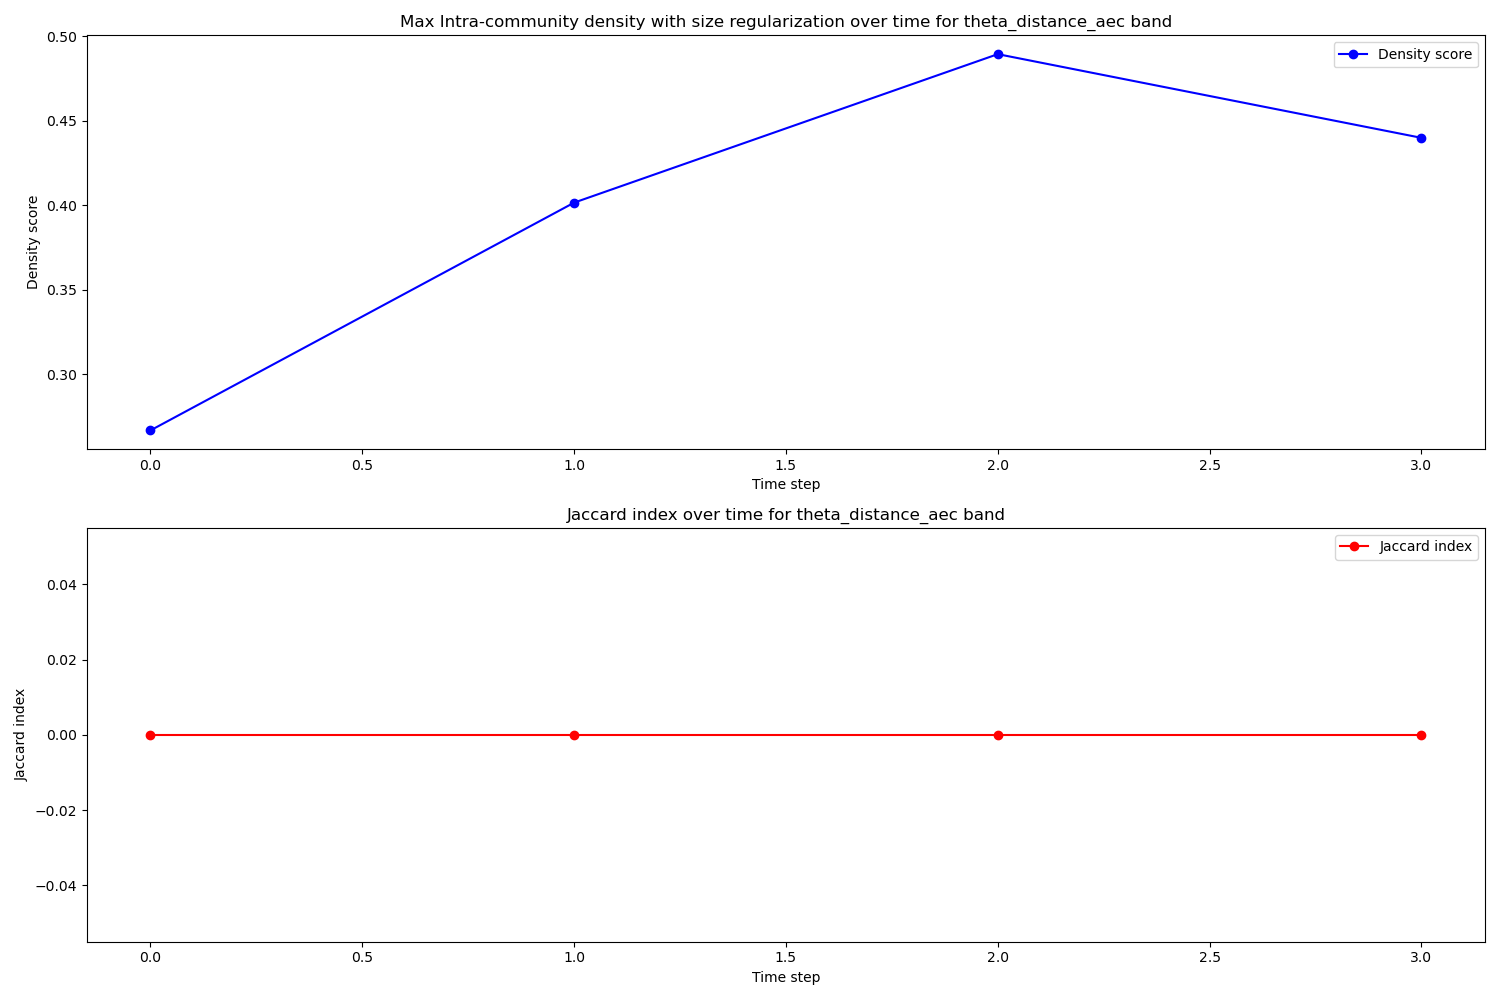 Max Intra-community density with size regularization over time for theta_distance_aec band
0.50
0.45
0.40
0.35
0.30
Density score
Density score
0.0 0.5 1.0 1.5 2.0 2.5 3.0
Time step
Jaccard index over time for theta_distance_aec band
0.04
0.02
0.00
−0.02
−0.04
Jaccard index
Jaccard index
0.0 0.5 1.0 1.5 2.0 2.5 3.0
Time step